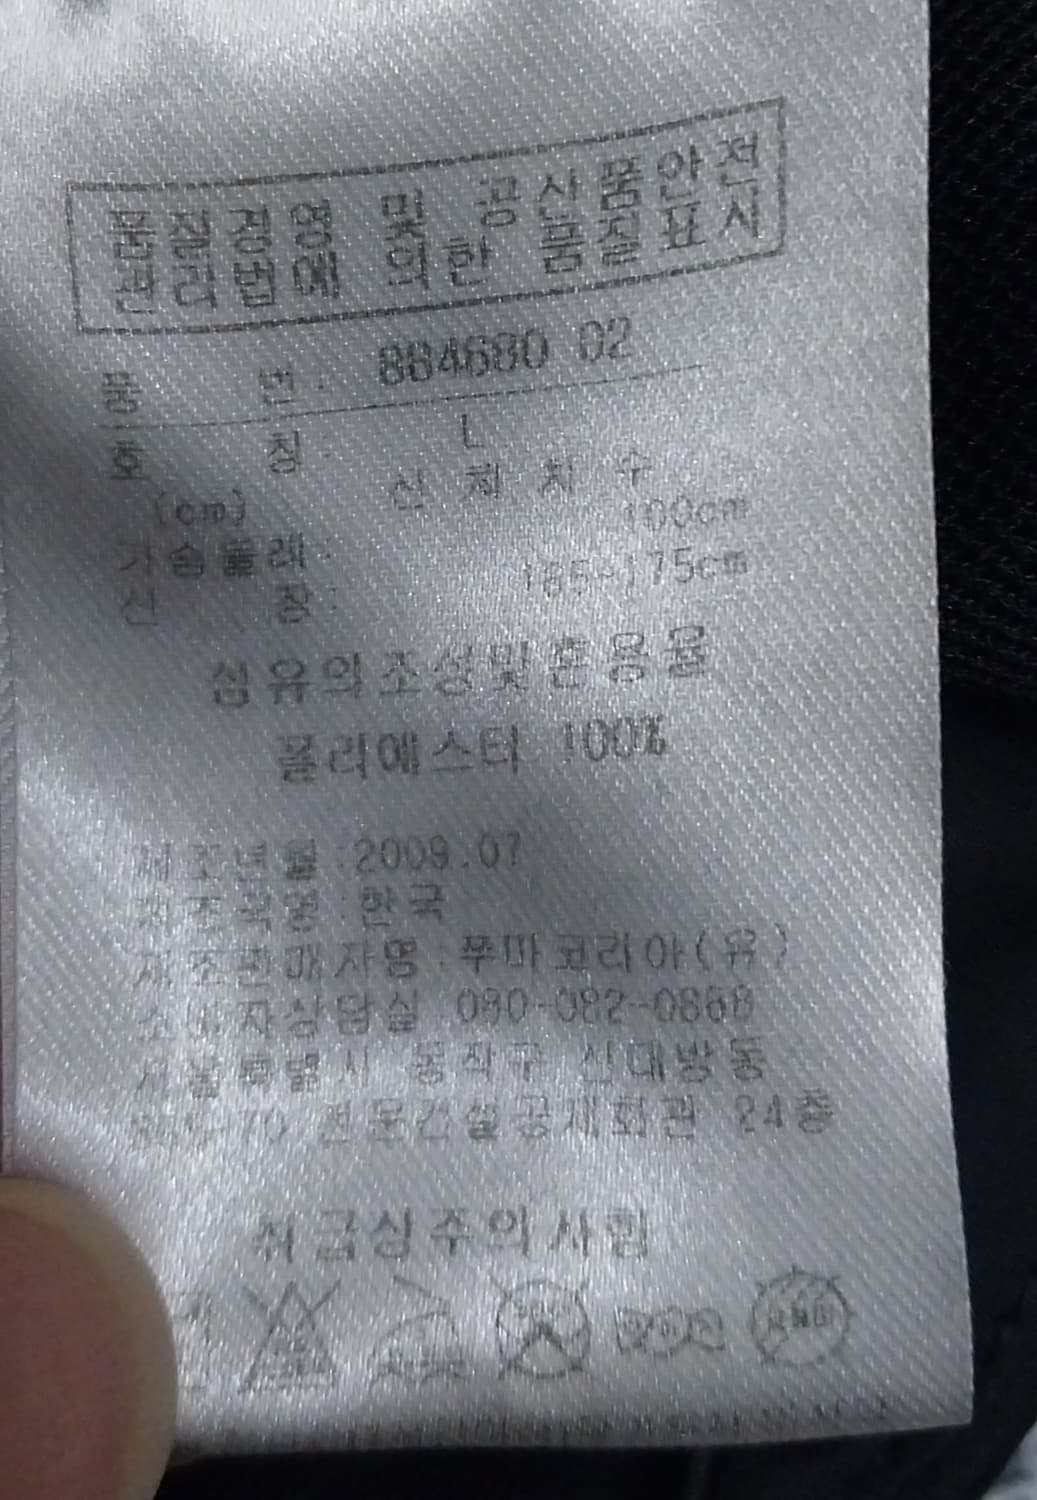 품질경영 및 공산품안전
관리법에 의한 품질표시
품 번: 884680 02
호 칭: L
(cm) 신체치수
가슴둘레: 100cm
신 장: 165~175cm
섬유의조성및혼용율
폴리에스터 100%
제조년월:2009.07
제조국명:한국
제조판매자명:푸마코리아(유)
소비자상담실 080-082-0868
서울특별시 동작구 신대방동
전문건설공제회관 24층
취급상주의사항